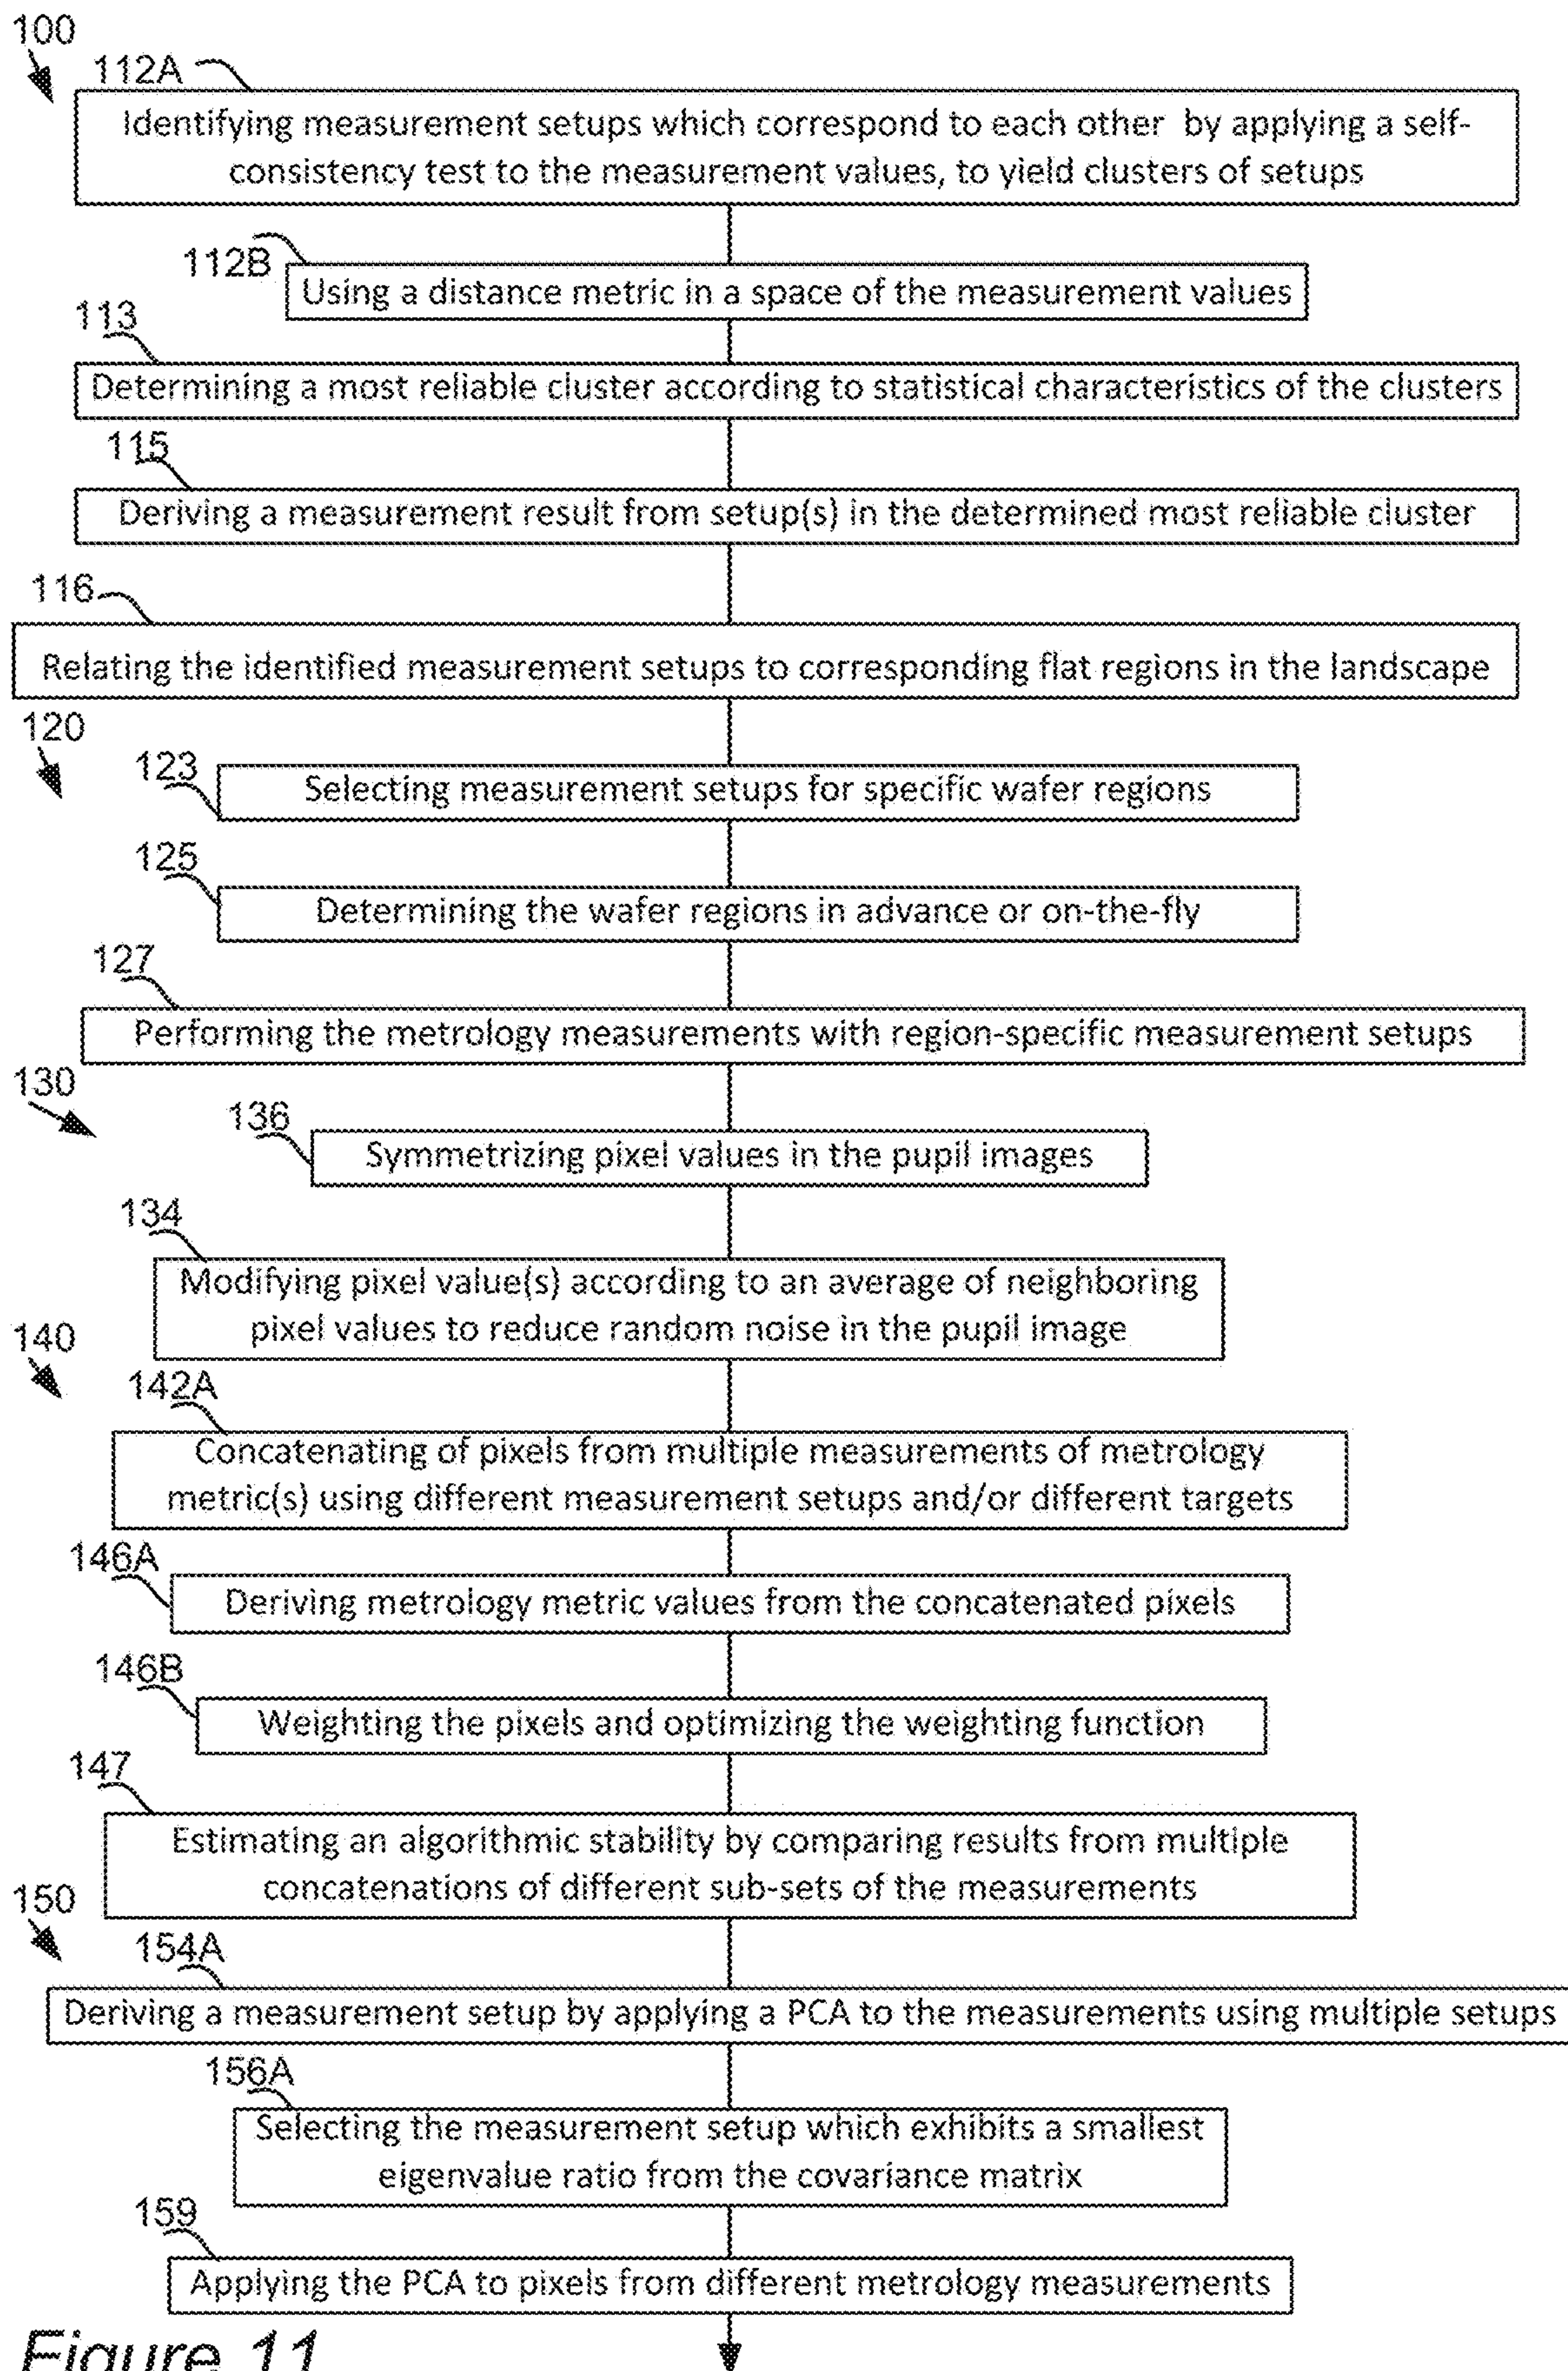 100
112A
Identifying measurement setups which correspond to each other by applying a self-
consistency test to the measurement values, to yield clusters of setups
112B
Using a distance metric in a space of the measurement values
113
Determining a most reliable cluster according to statistical characteristics of the clusters
115
Deriving a measurement result from setup(s) in the determined most reliable cluster
116
Relating the identified measurement setups to corresponding flat regions in the landscape
120
123
Selecting measurement setups for specific wafer regions
125
Determining the wafer regions in advance or on-the-fly
127
Performing the metrology measurements with region-specific measurement setups
130
136
Symmetrizing pixel values in the pupil images
134
Modifying pixel value(s) according to an average of neighboring
pixel values to reduce random noise in the pupil image
140
142A
Concatenating of pixels from multiple measurements of metrology
metric(s) using different measurement setups and/or different targets
146A
Deriving metrology metric values from the concatenated pixels
146B
Weighting the pixels and optimizing the weighting function
147
Estimating an algorithmic stability by comparing results from multiple
concatenations of different sub-sets of the measurements
150
154A
Deriving a measurement setup by applying a PCA to the measurements using multiple setups
156A
Selecting the measurement setup which exhibits a smallest
eigenvalue ratio from the covariance matrix
159
Applying the PCA to pixels from different metrology measurements
Figure 11